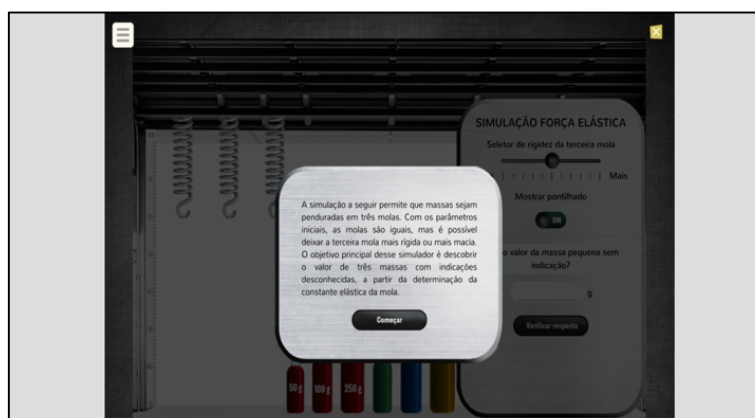 SIMULAÇÃO FORÇA ELÁSTICA
Seletor de rigidez da terceira mola
Mais
Mostrar pontilhado
ON
o valor da massa pequena sem
indicação?
g
Verificar resposta
A simulação a seguir permite que massas sejam
penduradas em três molas. Com os parâmetros
iniciais, as molas são iguais, mas é possível
deixar a terceira mola mais rígida ou mais macia.
O objetivo principal desse simulador é descobrir
o valor de três massas com indicações
desconhecidas, a partir da determinação da
constante elástica da mola.
Começar
50 g 100 g 250 g